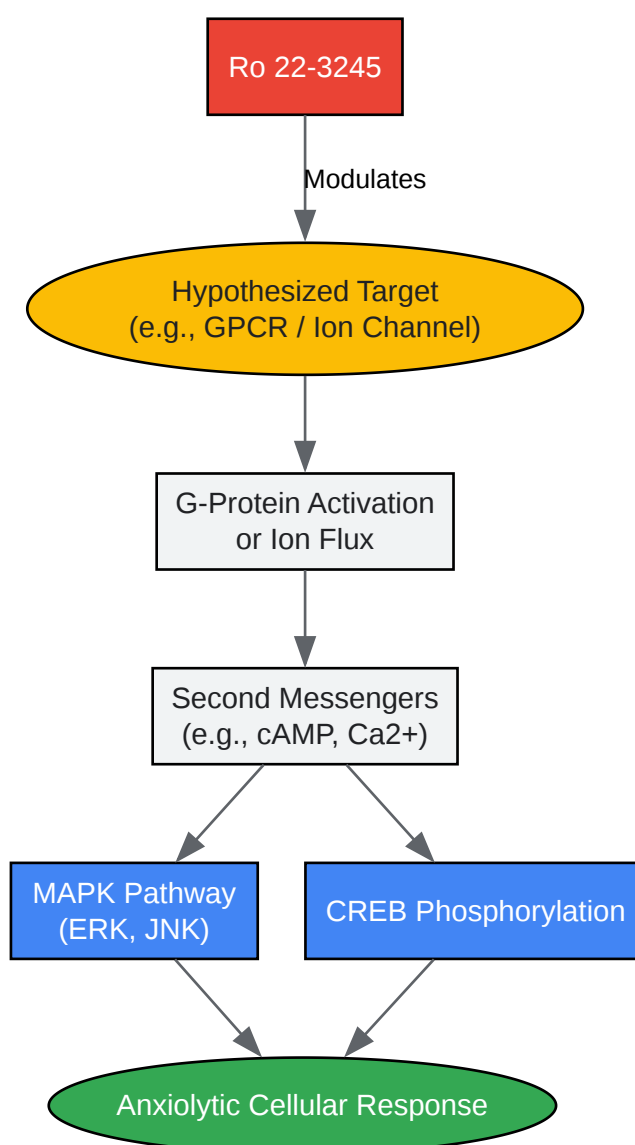 Ro 22-3245
Modulates
Hypothesized Target
(e.g., GPCR / Ion Channel)
G-Protein Activation
or Ion Flux
Second Messengers
(e.g., cAMP, Ca2+)
MAPK Pathway
(ERK, JNK)
CREB Phosphorylation
Anxiolytic Cellular Response